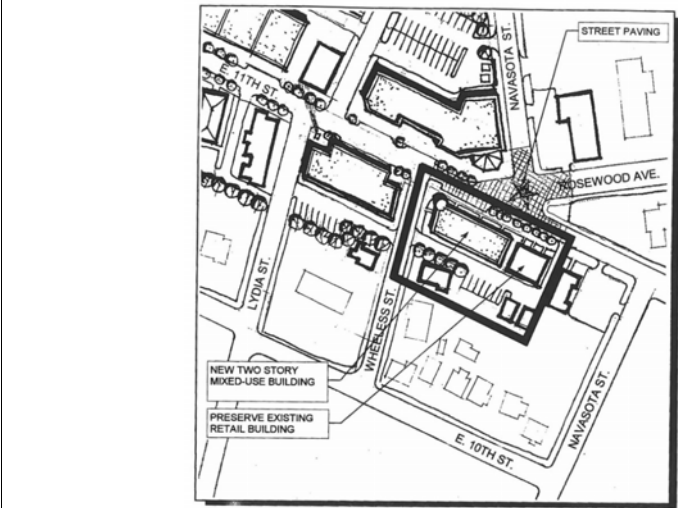 STREET PAVING
NAVASOTA ST.
E. 11TH ST.
ROSEWOOD AVE.
LYDIA ST.
WHEELESS ST.
NEW TWO STORY
MIXED-USE BUILDING
PRESERVE EXISTING
RETAIL BUILDING
NAVASOTA ST.
E. 10TH ST.